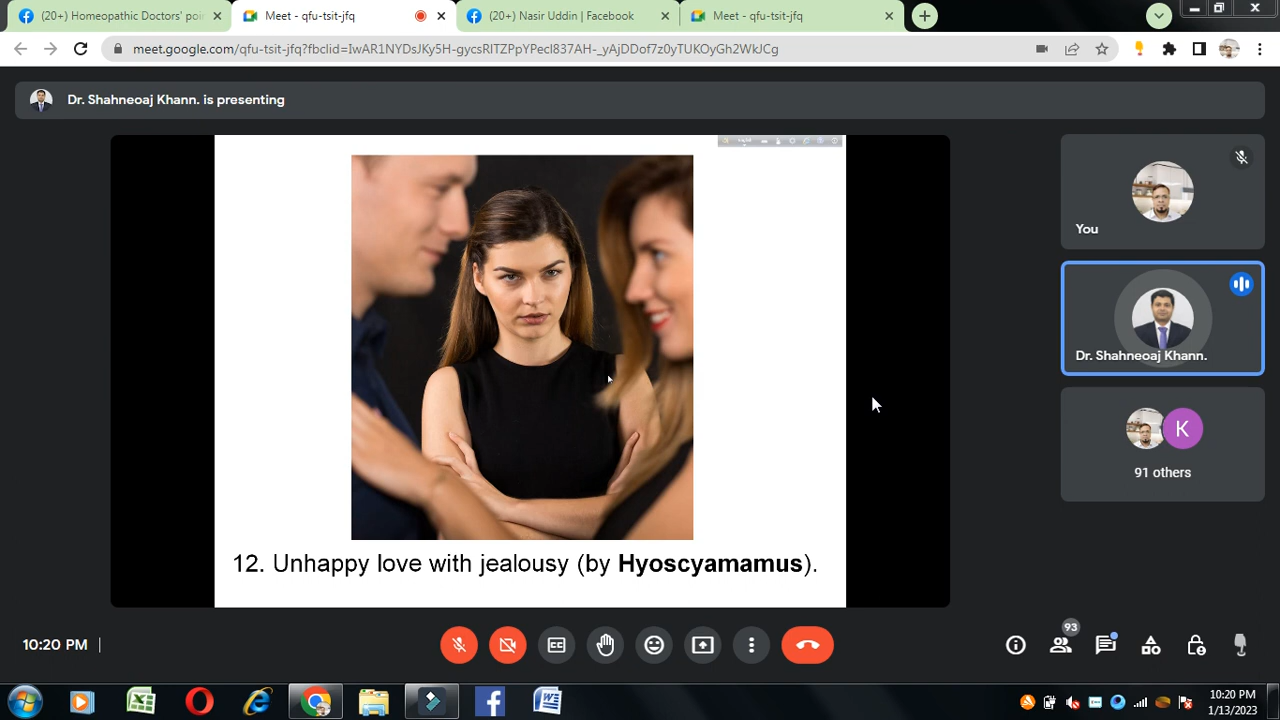 (20+) Homeopathic Doctors' poi
Meet - qfu-tsit-jfq
(20+) Nasir Uddin | Facebook
Meet - qfu-tsit-jfq
meet.google.com/qfu-tsit-jfq?fbclid=IwAR1NYDsJKy5H-gycsRITZPpYPecI837AH-_yAjDDof7z0yTUKOyGh2WkJCg
Dr. Shahneoaj Khann. is presenting
You
Dr. Shahneoaj Khann.
K
91 others
12. Unhappy love with jealousy (by Hyoscyamamus).
10:20 PM
93
10:20 PM
1/13/2023